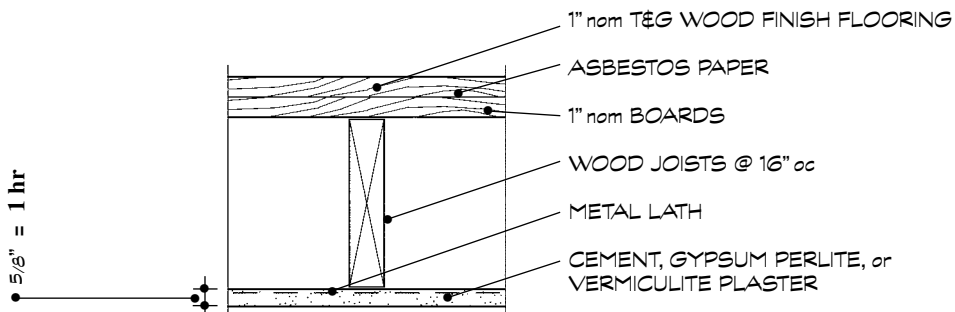 1" nom T&G WOOD FINISH FLOORING
ASBESTOS PAPER
1" nom BOARDS
WOOD JOISTS @ 16" oc
METAL LATH
CEMENT, GYPSUM PERLITE, or
VERMICULITE PLASTER
5/8" = 1 hr